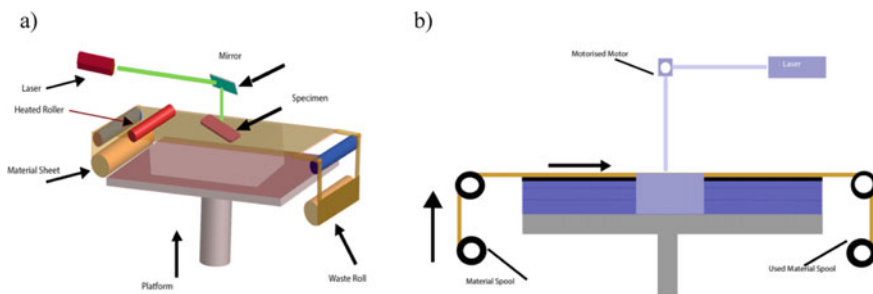 a)
Mirror
Laser
Specimen
Heated Roller
Material Sheet
Platform
Waste Roll
b)
Motorised Motor
Laser
Material Spool
Used Material Spool